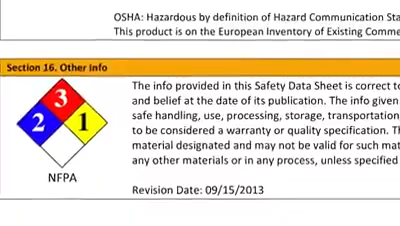 OSHA: Hazardous by definition of Hazard Communication Sta
This product is on the European Inventory of Existing Comme
Section 16. Other Info
3
2 1
NFPA
The info provided in this Safety Data Sheet is correct to
and belief at the date of its publication. The info given
safe handling, use, processing, storage, transportation,
to be considered a warranty or quality specification. Th
material designated and may not be valid for such mat
any other materials or in any process, unless specified
Revision Date: 09/15/2013